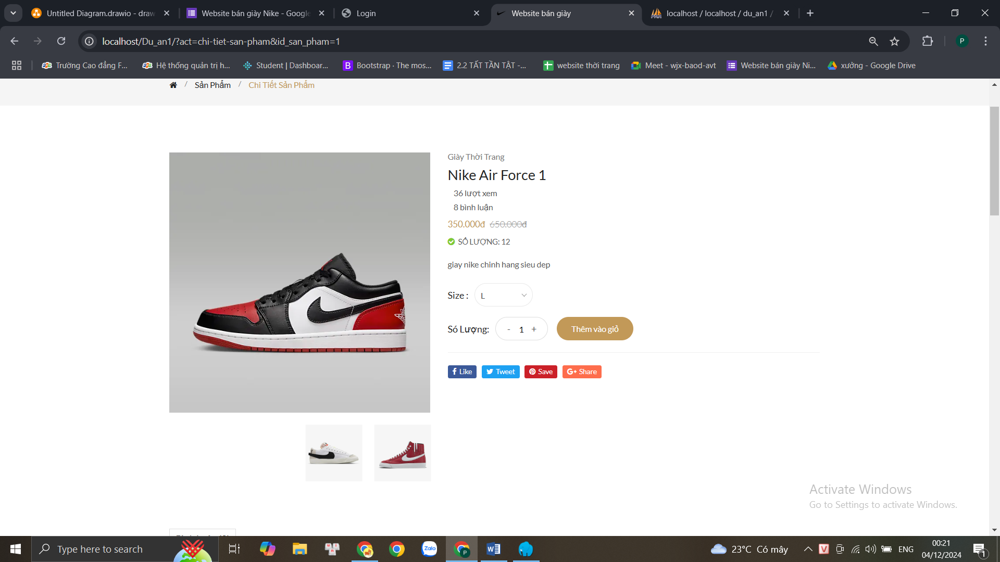 Untitled Diagram.drawio - draw
Website bán giày Nike - Google
Login
Website bán giày
localhost / localhost / du_an1 /
localhost/Du_an1/?act=chi-tiet-san-pham&id_san_pham=1
P
Trường Cao đẳng F...
Hệ thống quản trị h...
Student | Dashboar...
Bootstrap · The mos...
2.2 TẤT TẦN TẬT -...
website thời trang
Meet - wjx-baod-avt
Website bán giày Ni...
xưởng - Google Drive
/ Sản Phẩm / Chi Tiết Sản Phẩm
Giày Thời Trang
Nike Air Force 1
36 lượt xem
8 bình luận
350.000đ 650.000đ
SỐ LƯỢNG: 12
giay nike chinh hang sieu dep
Size : L
Só Lượng: - 1 + Thêm vào giỏ
Like Tweet Save G+ Share
Activate Windows
Go to Settings to activate Windows.
Type here to search
Zalo
P
23°C Có mây
V
ENG
00:21
04/12/2024
1